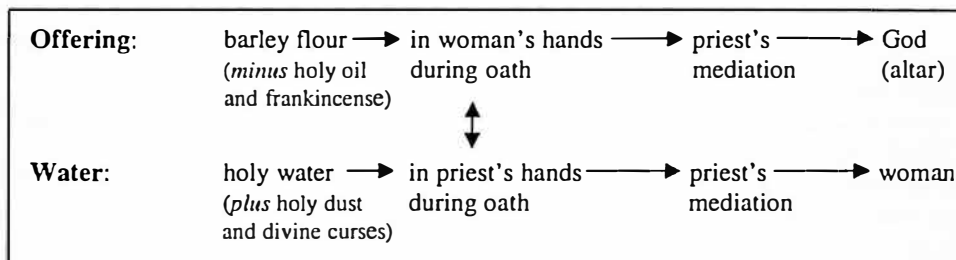 Offering: barley flour → in woman's hands → priest's → God
(minus holy oil during oath mediation (altar)
and frankincense)
Water: holy water → in priest's hands → priest's → woman
(plus holy dust during oath mediation
and divine curses)